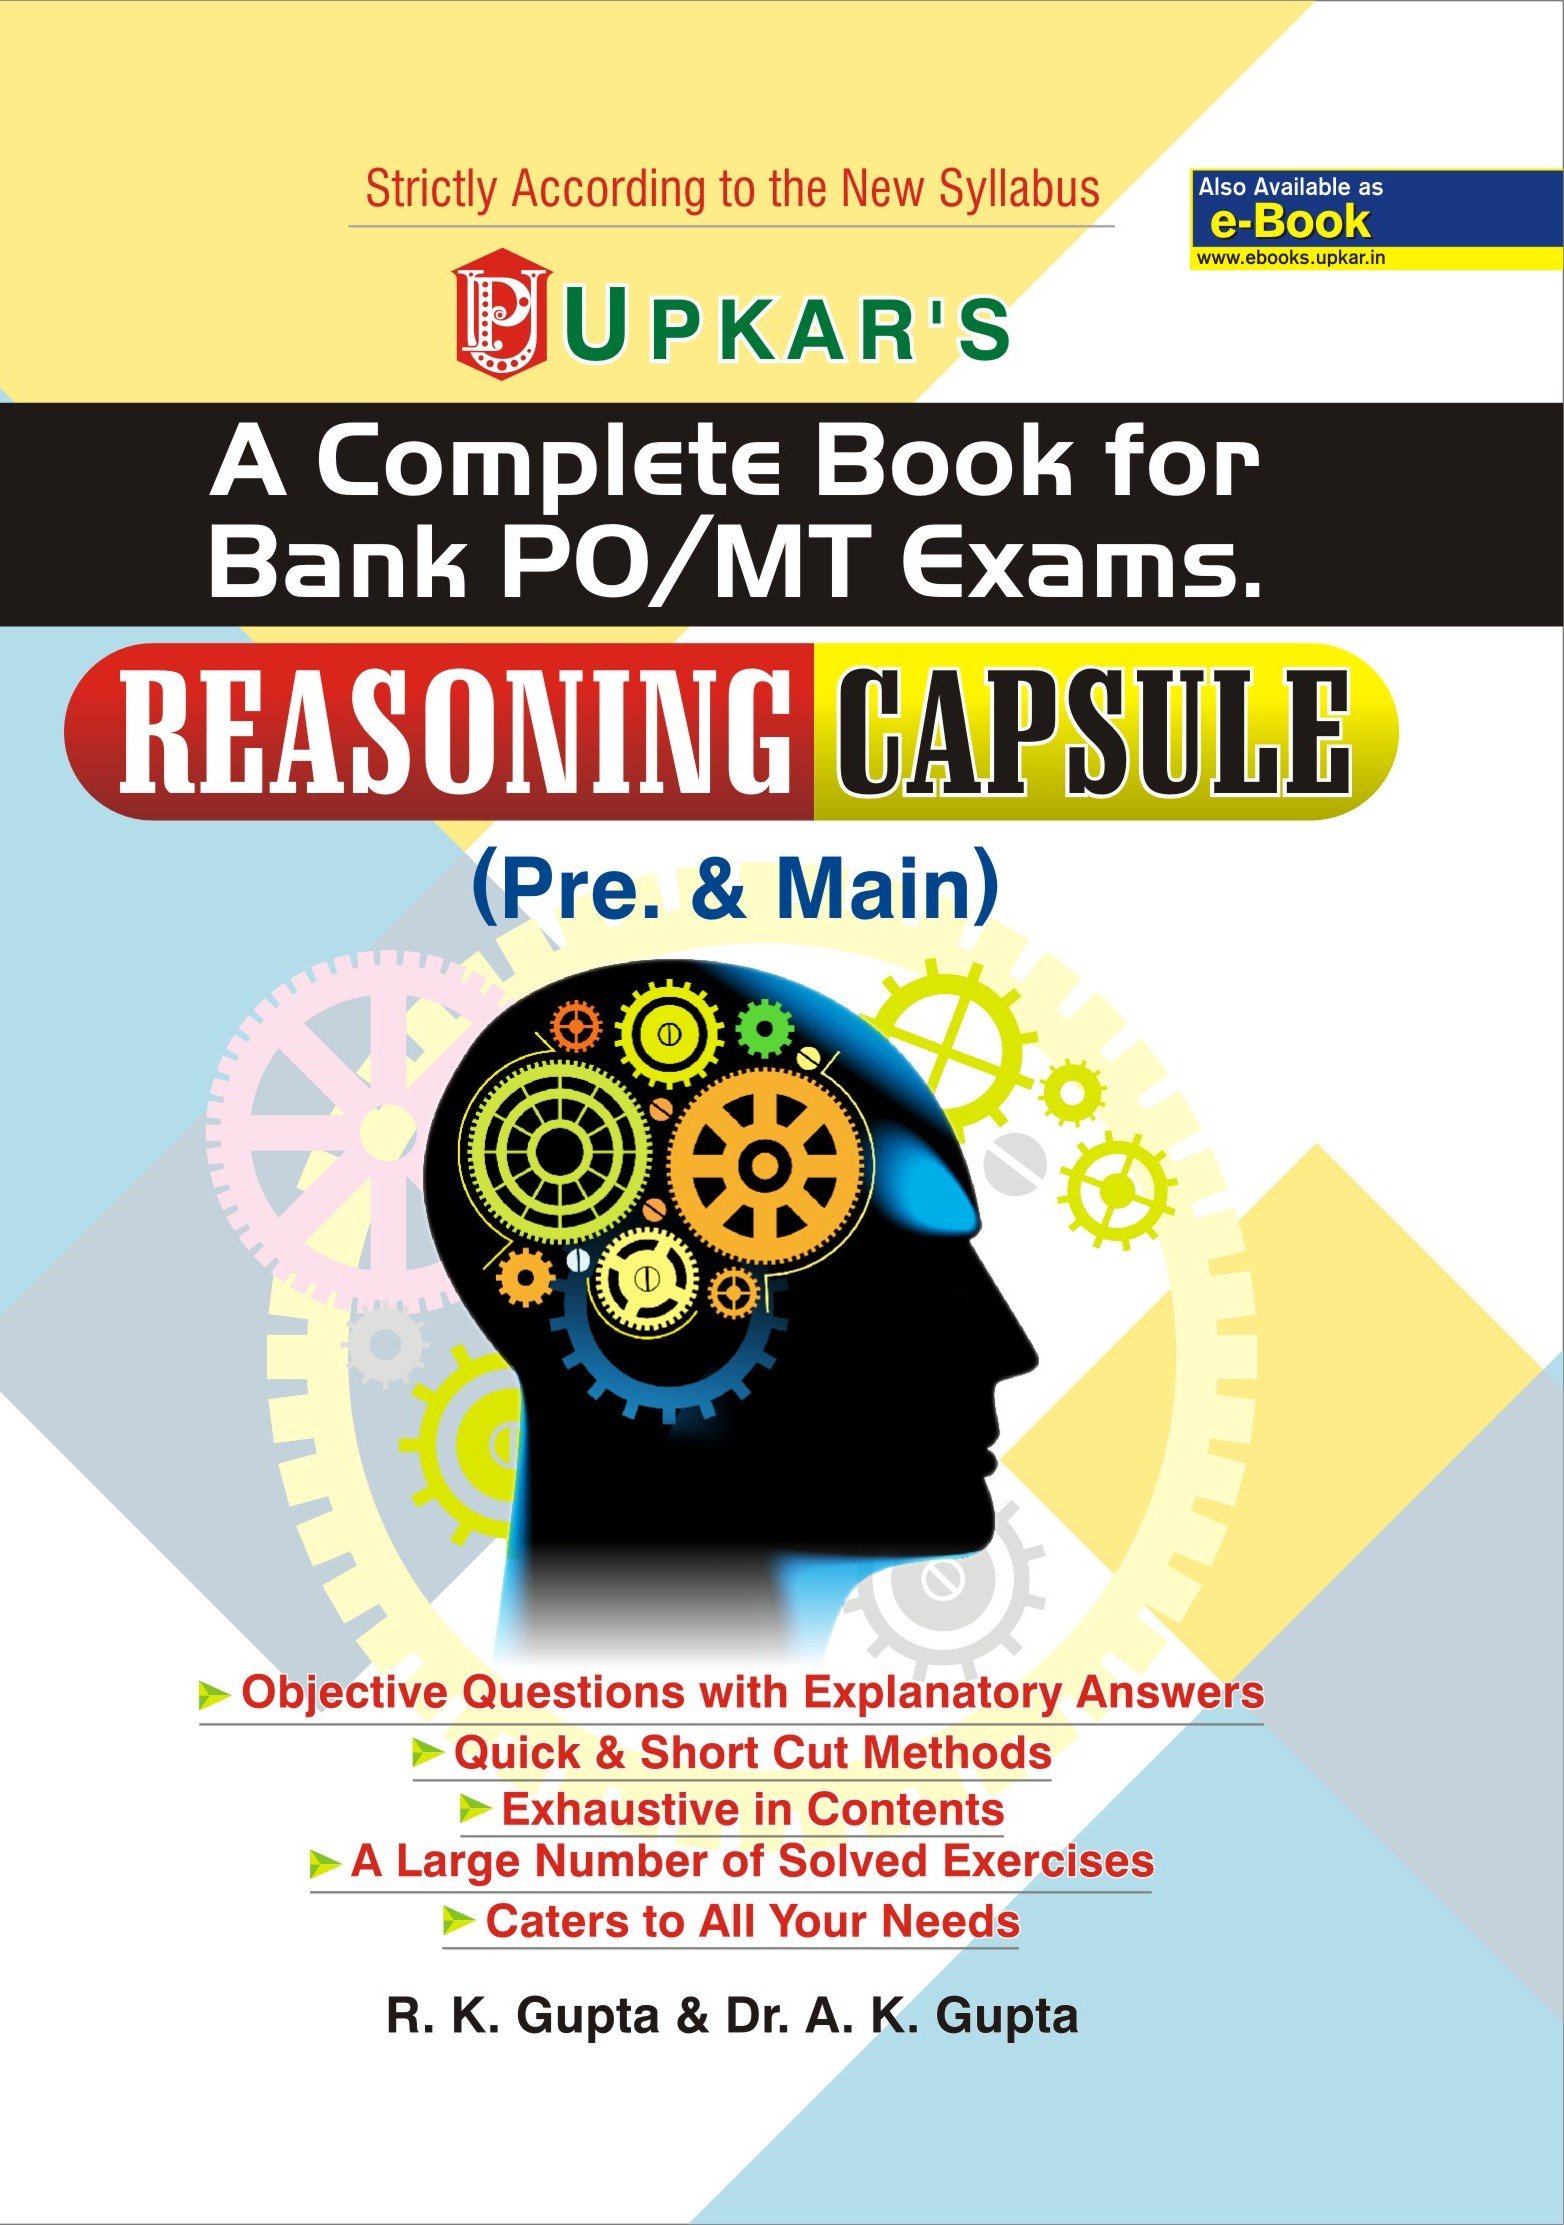 Strictly According to the New Syllabus
Also Available as
e-Book
www.ebooks.upkar.in
UPKAR'S
A Complete Book for
Bank PO/MT Exams.
REASONING CAPSULE
(Pre. & Main)
Objective Questions with Explanatory Answers
Quick & Short Cut Methods
Exhaustive in Contents
A Large Number of Solved Exercises
Caters to All Your Needs
R. K. Gupta & Dr. A. K. Gupta